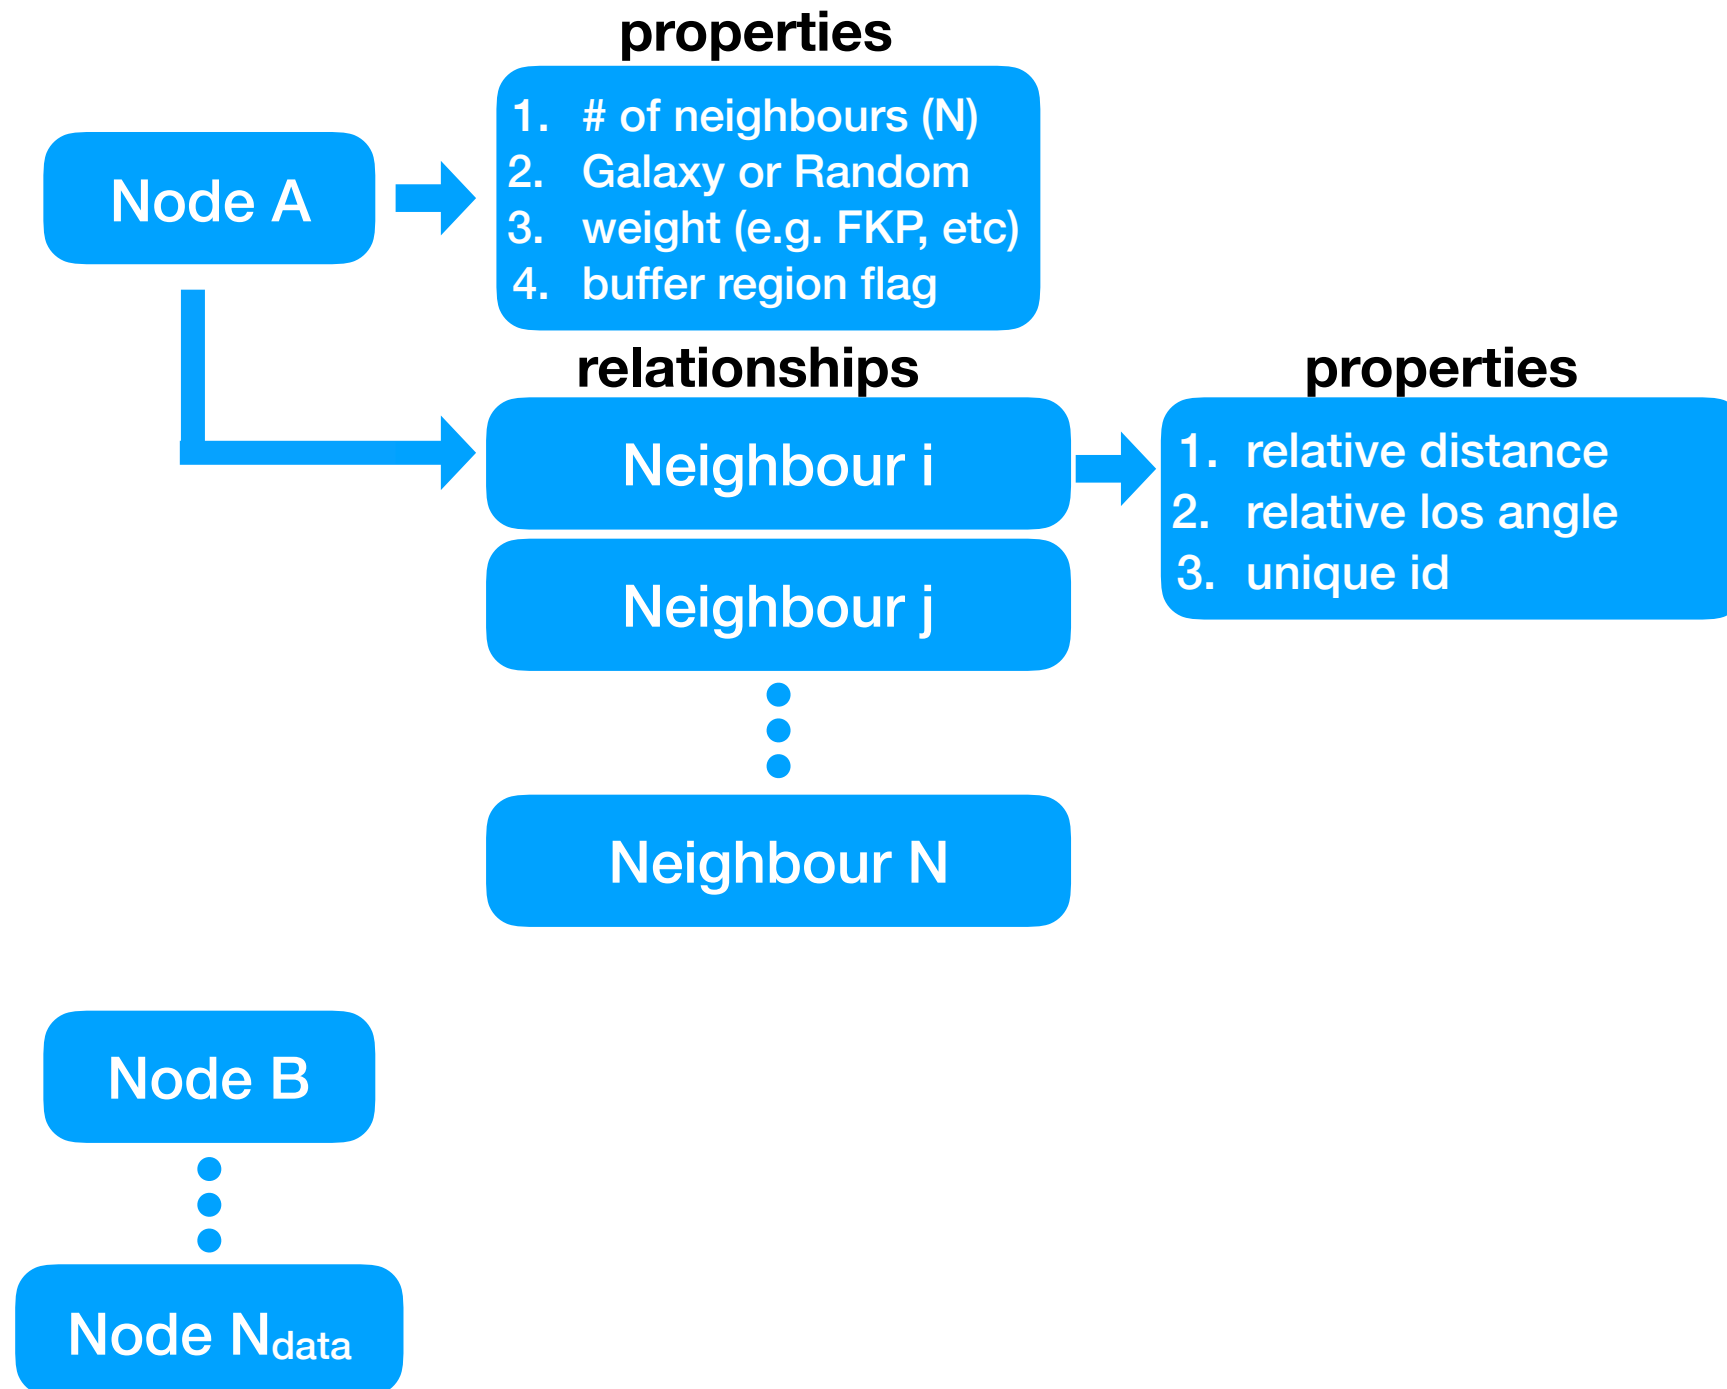 properties
Node A
1. # of neighbours (N)
2. Galaxy or Random
3. weight (e.g. FKP, etc)
4. buffer region flag
relationships
Neighbour i
Neighbour j
Neighbour N
properties
1. relative distance
2. relative los angle
3. unique id
Node B
Node Ndata